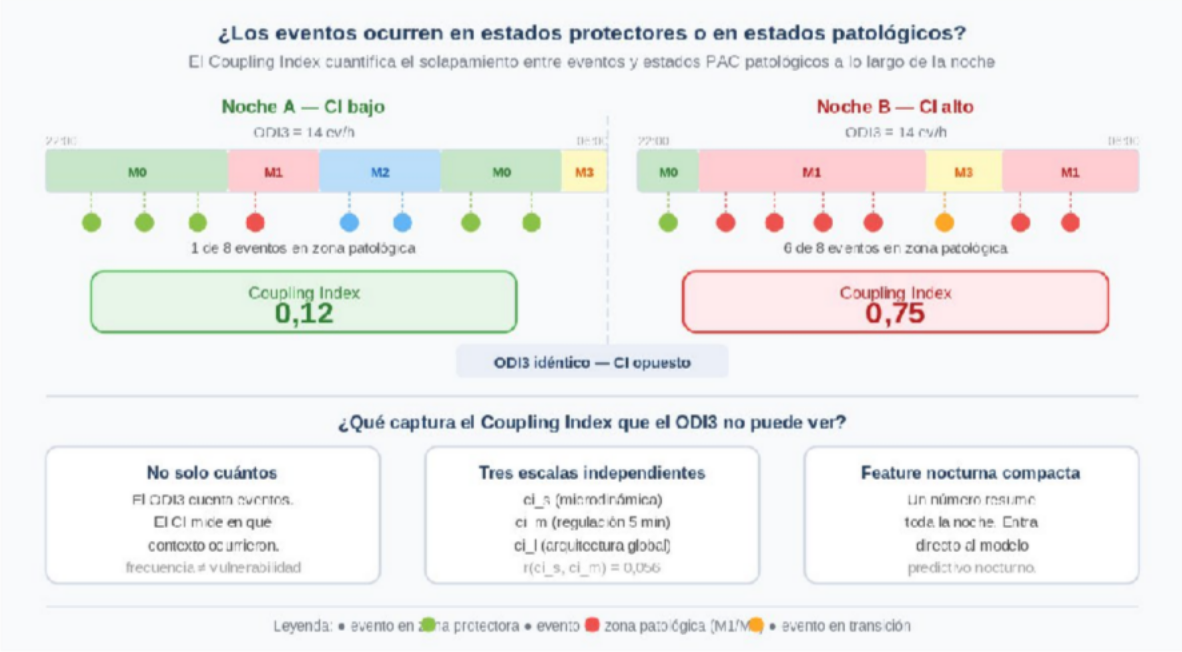 ¿Los eventos ocurren en estados protectores o en estados patológicos?
El Coupling Index cuantifica el solapamiento entre eventos y estados PAC patológicos a lo largo de la noche
Noche A — CI bajo
ODI3 = 14 ev/h
22:00
M0
M1
M2
M0
M3
1 de 8 eventos en zona patológica
Coupling Index
0,12
Noche B — CI alto
ODI3 = 14 ev/h
22:00
M0
M1
M3
M1
6 de 8 eventos en zona patológica
Coupling Index
0,75
ODI3 idéntico — CI opuesto
¿Qué captura el Coupling Index que el ODI3 no puede ver?
No solo cuántos
El ODI3 cuenta eventos.
El CI mide en qué
contexto ocurrieron.
frecuencia ≠ vulnerabilidad
Tres escalas independientes
ci_s (microdinámica)
ci_m (regulación 5 min)
ci_l (arquitectura global)
r(ci_s, ci_m) = 0,056
Feature nocturna compacta
Un número resume
toda la noche. Entra
directo al modelo
predictivo nocturno.
Leyenda: ● evento en protectora ● evento zona patológica ● evento en transición